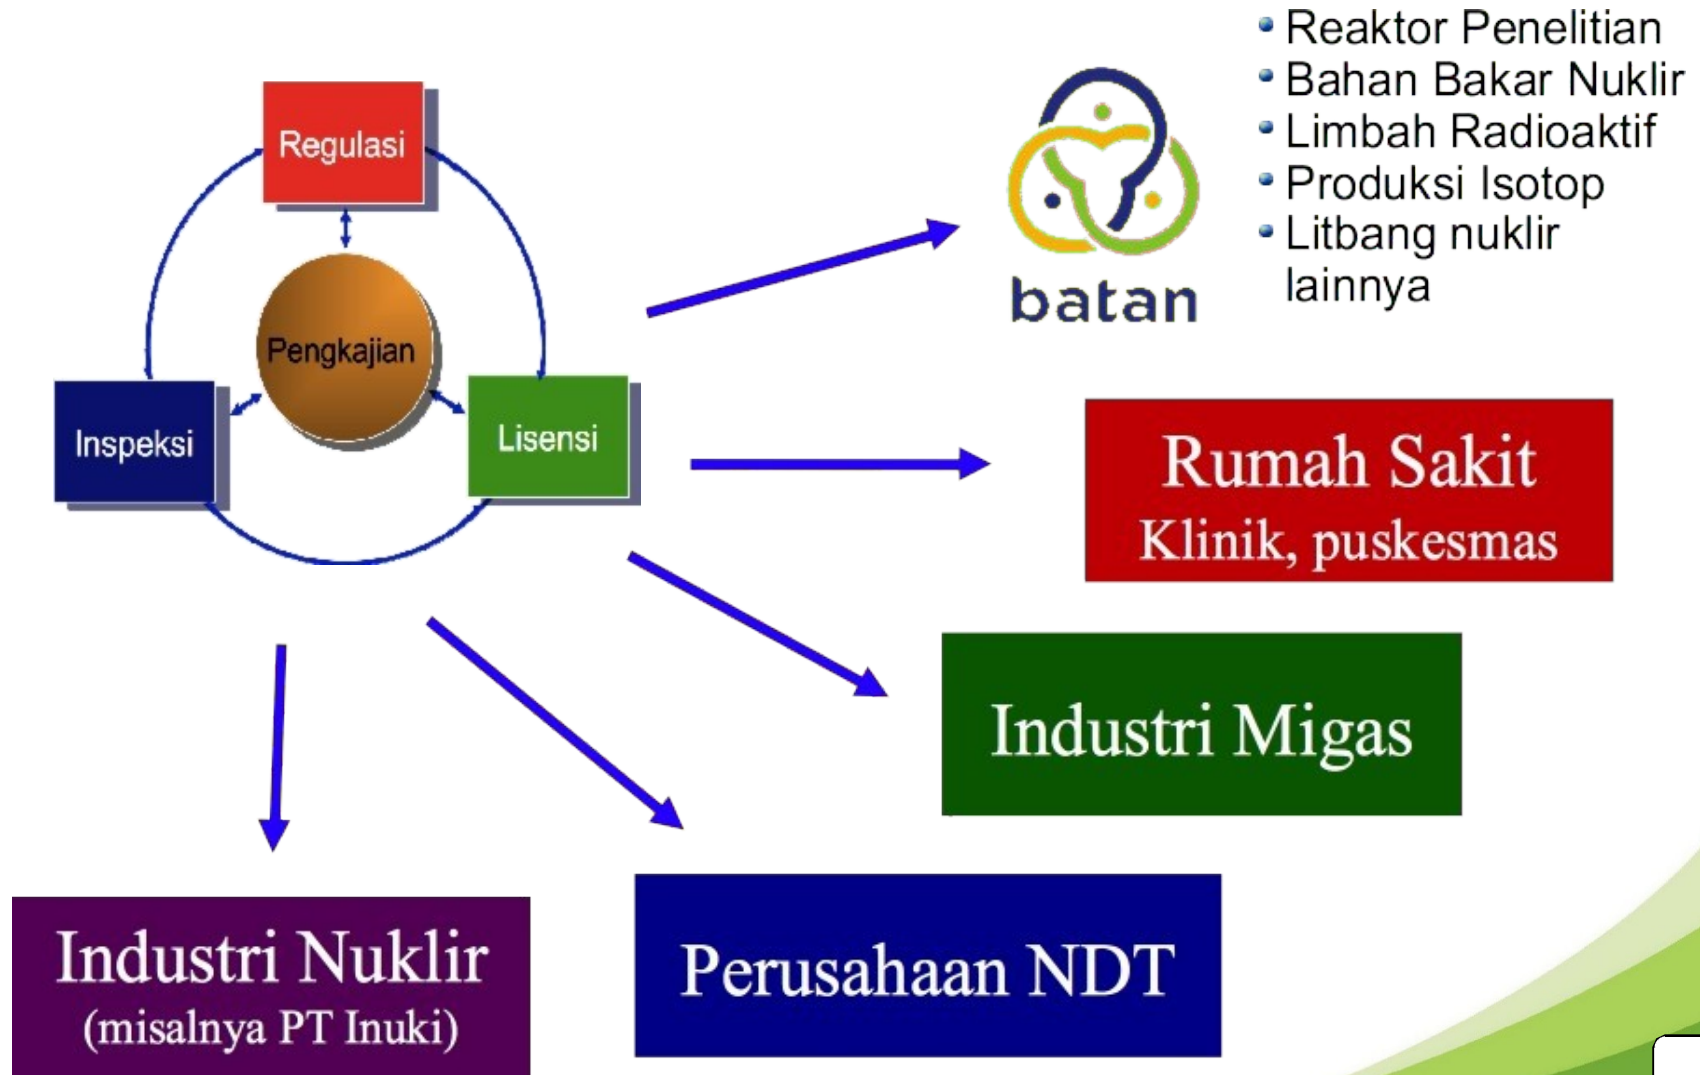 Regulasi
Pengkajian
Inspeksi
Lisensi
batan
Reaktor Penelitian
Bahan Bakar Nuklir
Limbah Radioaktif
Produksi Isotop
Litbang nuklir
lainnya
Rumah Sakit
Klinik, puskesmas
Industri Migas
Perusahaan NDT
Industri Nuklir
(misalnya PT Inuki)